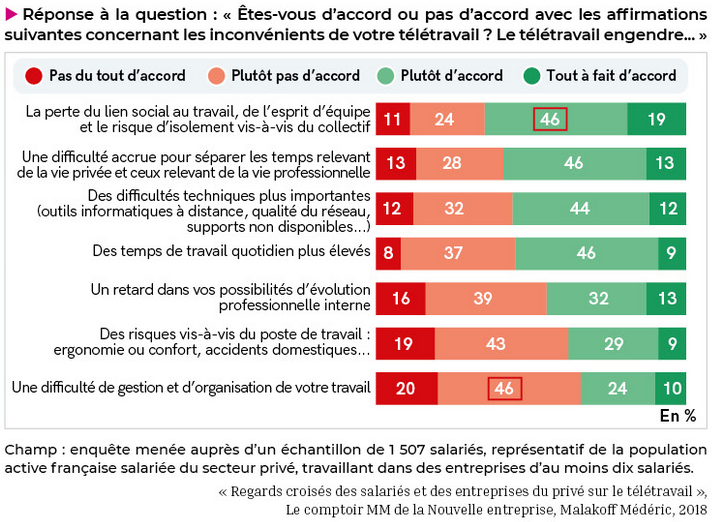 ▶ Réponse à la question : « Êtes-vous d’accord ou pas d’accord avec les affirmations
suivantes concernant les inconvénients de votre télétravail ? Le télétravail engendre... »
Pas du tout d’accord Plutôt pas d’accord Plutôt d’accord Tout à fait d’accord
La perte du lien social au travail, de l’esprit d’équipe
et le risque d’isolement vis-à-vis du collectif
11 24 46 19
Une difficulté accrue pour séparer les temps relevant
de la vie privée et ceux relevant de la vie professionnelle
13 28 46 13
Des difficultés techniques plus importantes
(outils informatiques à distance, qualité du réseau,
supports non disponibles...)
12 32 44 12
Des temps de travail quotidien plus élevés
8 37 46 9
Un retard dans vos possibilités d’évolution
professionnelle interne
16 39 32 13
Des risques vis-à-vis du poste de travail :
ergonomie ou confort, accidents domestiques...
19 43 29 9
Une difficulté de gestion et d’organisation de votre travail
20 46 24 10
En %
Champ : enquête menée auprès d’un échantillon de 1 507 salariés, représentatif de la population
active française salariée du secteur privé, travaillant dans des entreprises d’au moins dix salariés.
« Regards croisés des salariés et des entreprises du privé sur le télétravail »,
Le comptoir MM de la Nouvelle entreprise, Malakoff Médéric, 2018